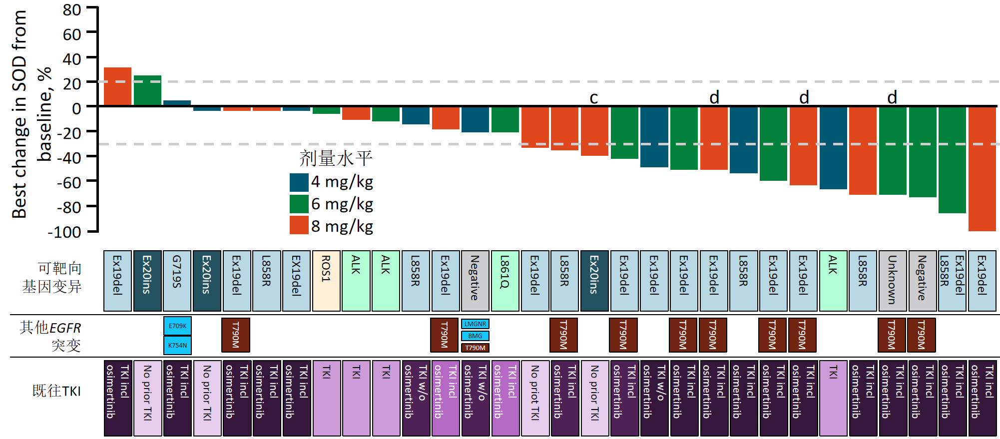 Best change in SOD from
baseline, %
80
60
40
20
0
-20
-40
-60
-80
-100
c
d
d
d
剂量水平
4 mg/kg
6 mg/kg
8 mg/kg
可靶向
基因变异
Ex19del
Ex20ins
G719S
Ex20ins
Ex19del
L858R
EX19del
ROS1
ALK
ALK
L858R
Ex19del
Negative
L861Q
Ex19del
L858R
Ex20ins
Ex19del
Ex19del
Ex19del
Ex19del
L858R
Ex19del
Ex19del
ALK
L858R
Unknown
Negative
Ex19del
L858R
Ex19del
其他EGFR
突变
E709K
K754N
T790M
T790M
LMGNR
BMG
T790M
T790M
T790M
T790M
T790M
T790M
T790M
T790M
T790M
既往TKI
TKI incl
osimertinib
No prior TKI
TKI incl
osimertinib
No prior TKI
TKI incl
osimertinib
TKI incl
osimertinib
TKI incl
osimertinib
TKI
TKI
TKI
TKI w/o
osimertinib
TKI incl
osimertinib
TKI w/o
osimertinib
TKI incl
osimertinib
No priot TKI
TKI incl
osimertinib
No prior TKI
TKI incl
osimertinib
TKI w/o
osimertinib
TKI incl
osimertinib
TKI incl
osimertinib
TKI incl
osimertinib
TKI incl
osimertinib
TKI incl
osimertinib
TKI
TKI incl
osimertinib
TKI incl
osimertinib
TKI incl
osimertinib
TKI incl
osimertinib
TKI incl
osimertinib